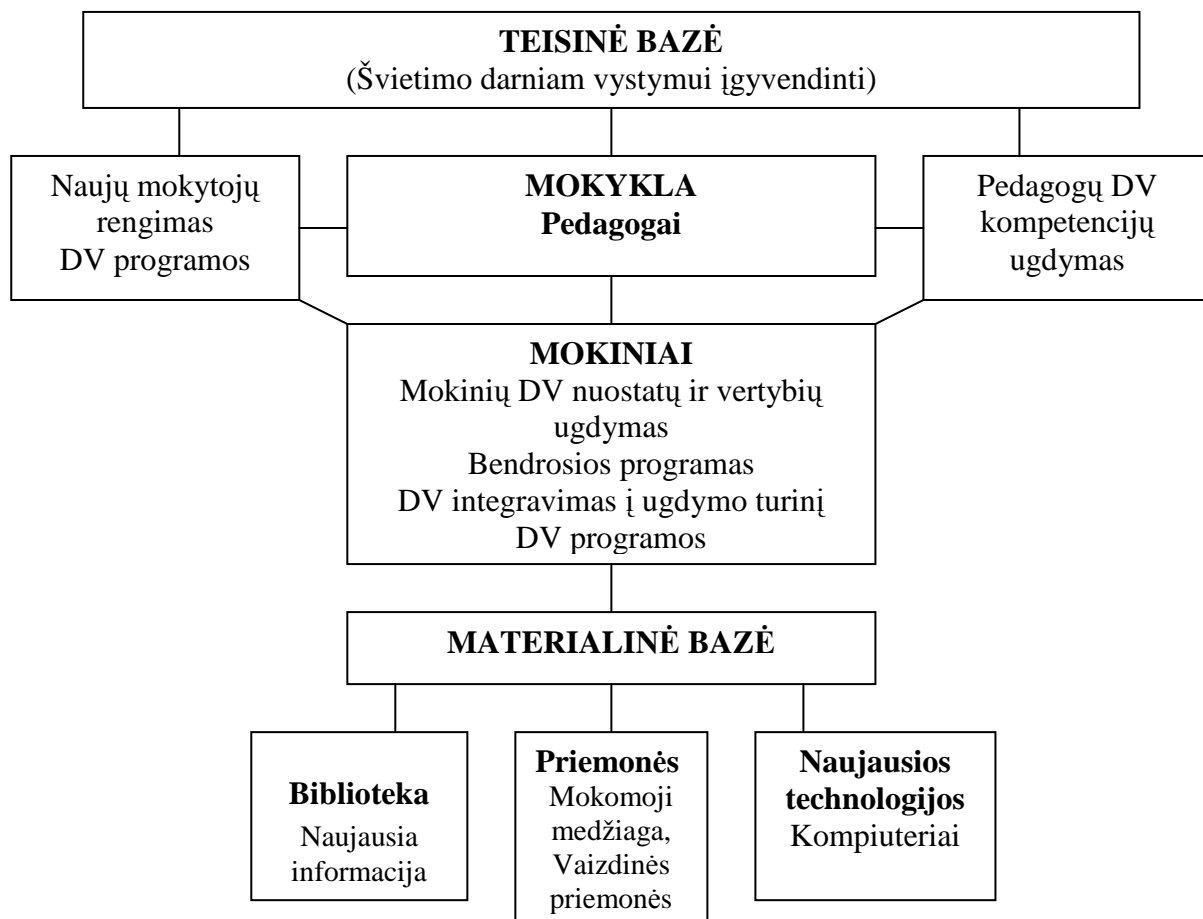 TEISINĖ BAZĖ
(Švietimo darniam vystymui įgyvendinti)
Naujų mokytojų
rengimas
DV programos
MOKYKLA
Pedagogai
Pedagogų DV
kompetencijų
ugdymas
MOKINIAI
Mokinių DV nuostatų ir vertybių
ugdymas
Bendrosios programas
DV integravimas į ugdymo turinį
DV programos
MATERIALINĖ BAZĖ
Biblioteka
Naujausia
informacija
Priemonės
Mokomoji
medžiaga,
Vaizdinės
priemonės
Naujausios
technologijos
Kompiuteriai